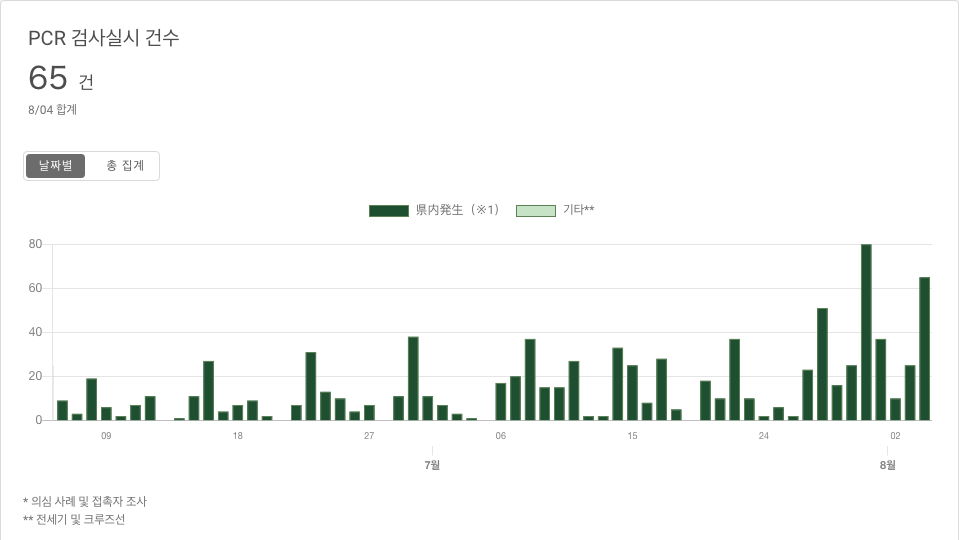 PCR 검사실시 건수
65 건
8/04 합계
날짜별 총 집계
県内発生（※1） 기타**
80
60
40
20
0
09 18 27 06 15 24 02
7월 8월
* 의심 사례 및 접촉자 조사
** 전세기 및 크루즈선